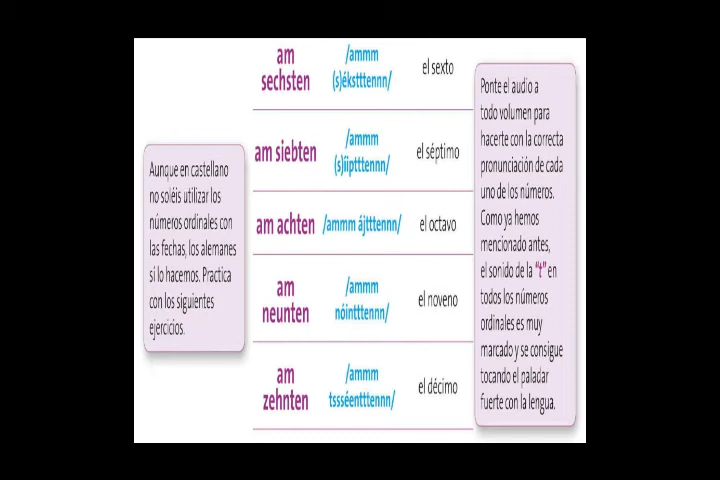 Aunque en castellano
no soléis utilizar los
números ordinales con
las fechas, los alemanes
sí lo hacemos. Practica
con los siguientes
ejercicios.
am
sechsten
/ammm
(s)ékstttennn/
el sexto
am siebten
/ammm
(s)iiptttennn/
el séptimo
am achten
/ammm ájtttennn/
el octavo
am
neunten
/ammm
nóintttennn/
el noveno
am
zehnten
/ammm
tssséentttennn/
el décimo
Ponte el audio a
todo volumen para
hacerte con la correcta
pronunciación de cada
uno de los números.
Como ya hemos
mencionado antes,
el sonido de la "t" en
todos los números
ordinales es muy
marcado y se consigue
tocando el paladar
fuerte con la lengua.